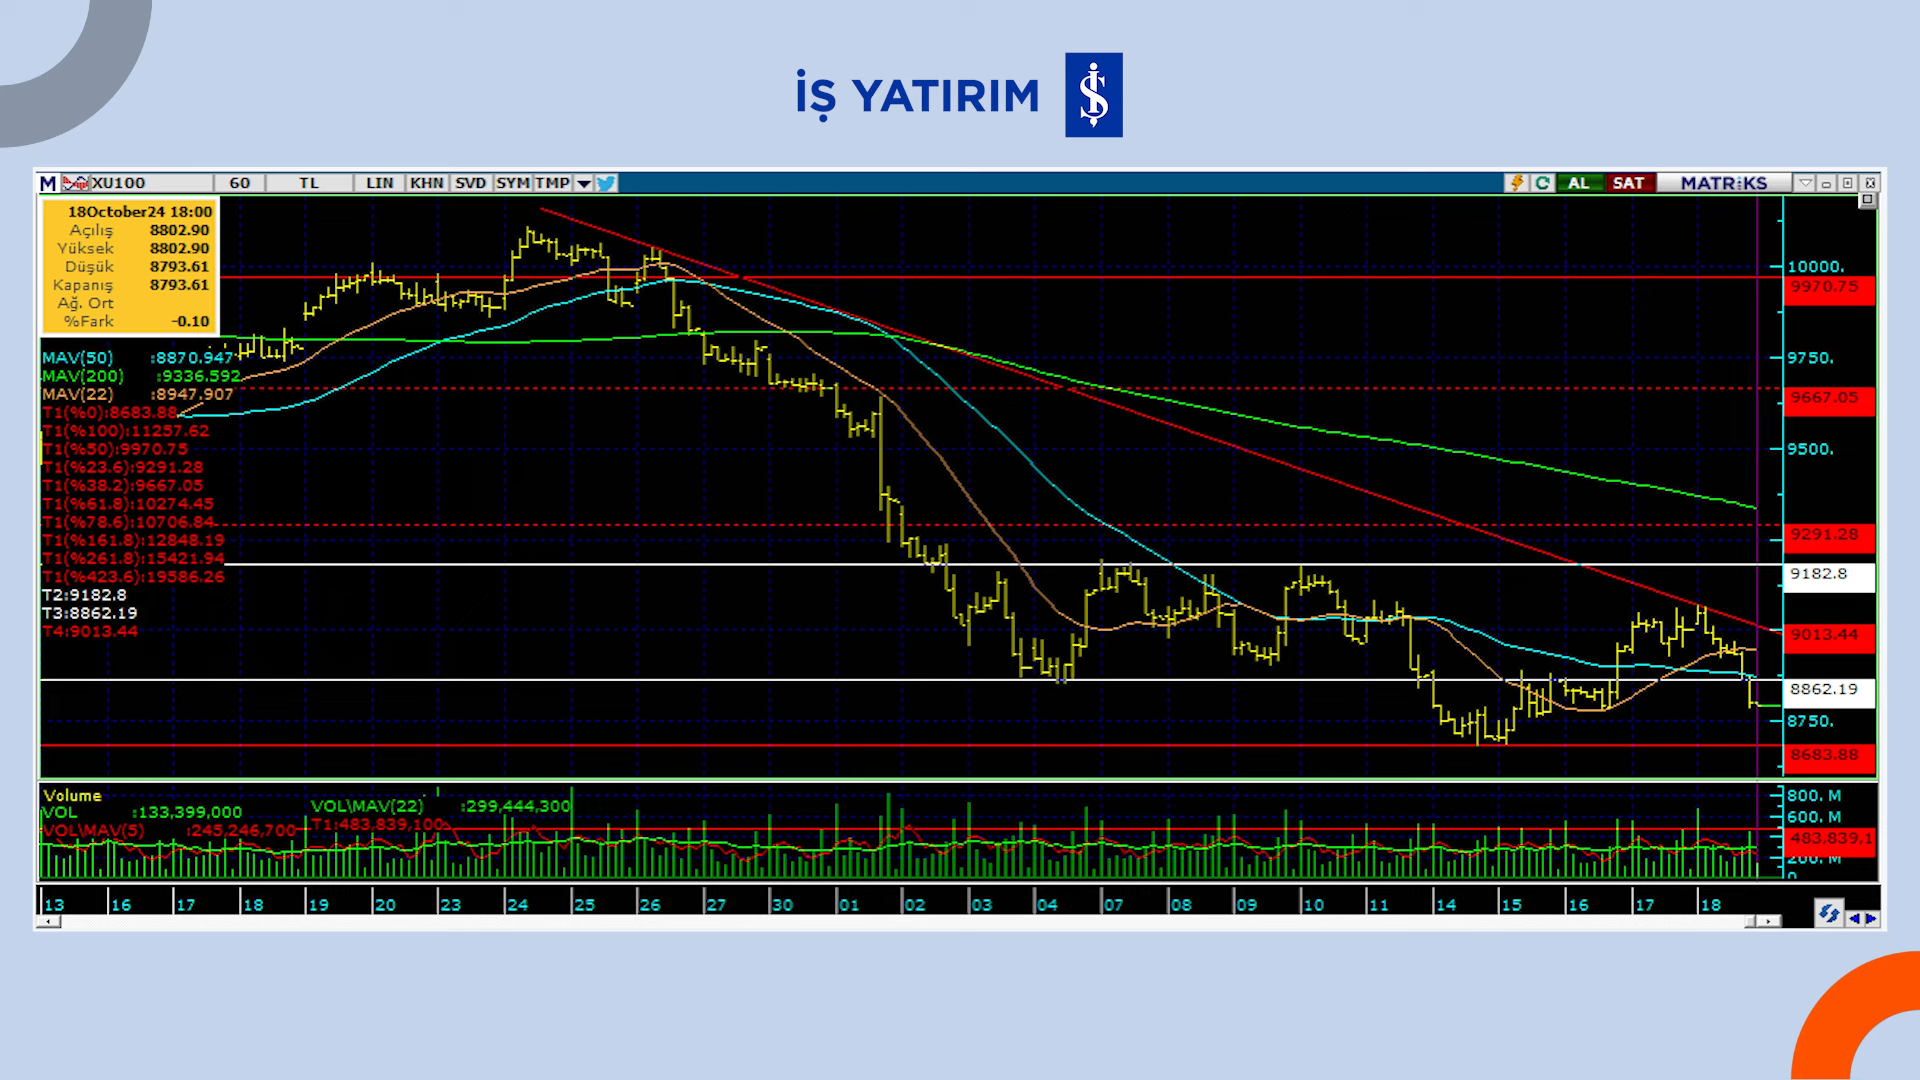 İŞ YATIRIM
M XU100 60 TL LIN KHN SVD SYM TMP AL SAT MATRiKS
18October24 18:00
Açılış 8802.90
Yüksek 8802.90
Düşük 8793.61
Kapanış 8793.61
Ağ. Ort
%Fark -0.10
MAV(50) :8870.947
MAV(200) :9336.592
MAV(22) :8947.907
T1(%0):8683.88
T1(%100):11257.62
T1(%50):9970.75
T1(%23.6):9291.28
T1(%38.2):9667.05
T1(%61.8):10274.45
T1(%78.6):10706.84
T1(%161.8):12848.19
T1(%261.8):15421.94
T1(%423.6):19586.26
T2:9182.8
T3:8862.19
T4:9013.44
10000.
9970.75
9750.
9667.05
9500.
9291.28
9182.8
9013.44
8862.19
8750.
8683.88
Volume
VOL :133,399,000 VOL\MAV(22) :299,444,300
VOL\MAV(5) :245,246,700 T1:483,839,100
800. M
600. M
483,839,1
200. M
0
13 16 17 18 19 20 23 24 25 26 27 30 01 02 03 04 07 08 09 10 11 14 15 16 17 18